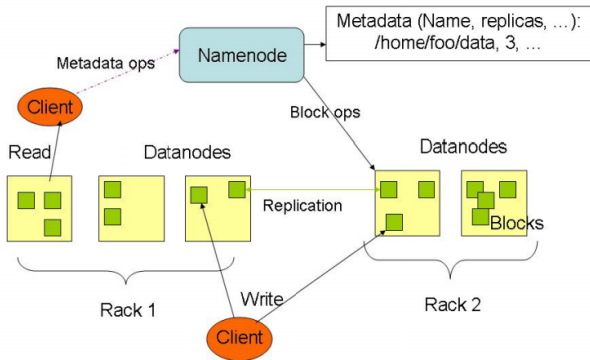 Metadata (Name, replicas, ...):
/home/foo/data, 3, ...
Namenode
Metadata ops
Client
Block ops
Read
Datanodes
Datanodes
Replication
Blocks
Rack 1
Write
Rack 2
Client